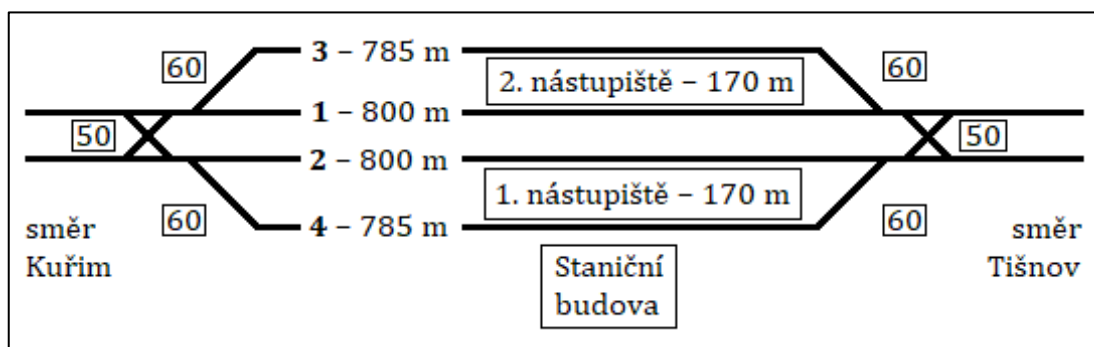 3 – 785 m
60
60
2. nástupiště – 170 m
1 – 800 m
50
50
2 – 800 m
1. nástupiště – 170 m
60
4 – 785 m
60
směr
Kuřim
Staniční
budova
směr
Tišnov